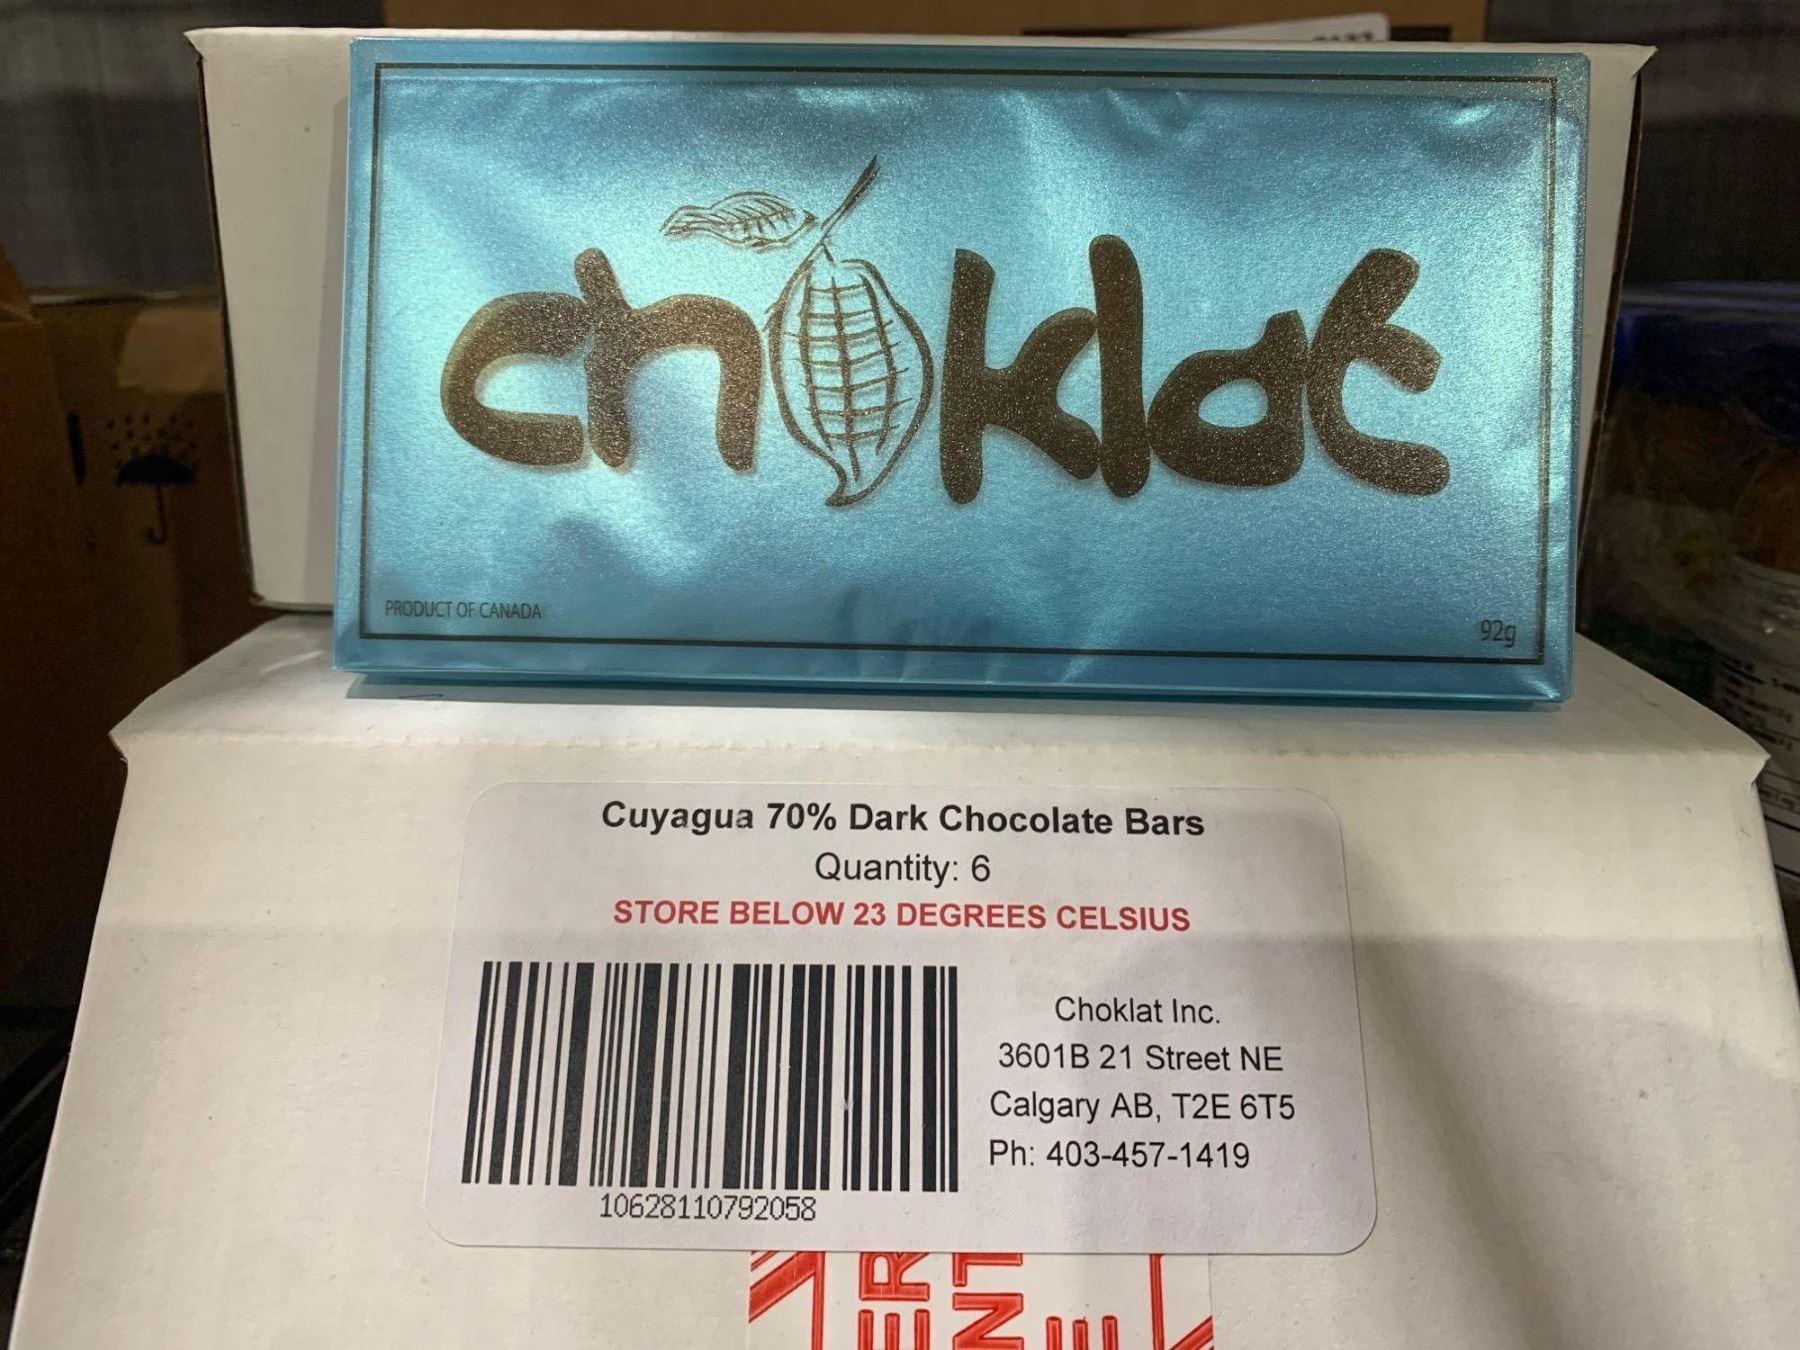 choklat
PRODUCT OF CANADA
92g
Cuyagua 70% Dark Chocolate Bars
Quantity: 6
STORE BELOW 23 DEGREES CELSIUS
10628110792058
Choklat Inc.
3601B 21 Street NE
Calgary AB, T2E 6T5
Ph: 403-457-1419